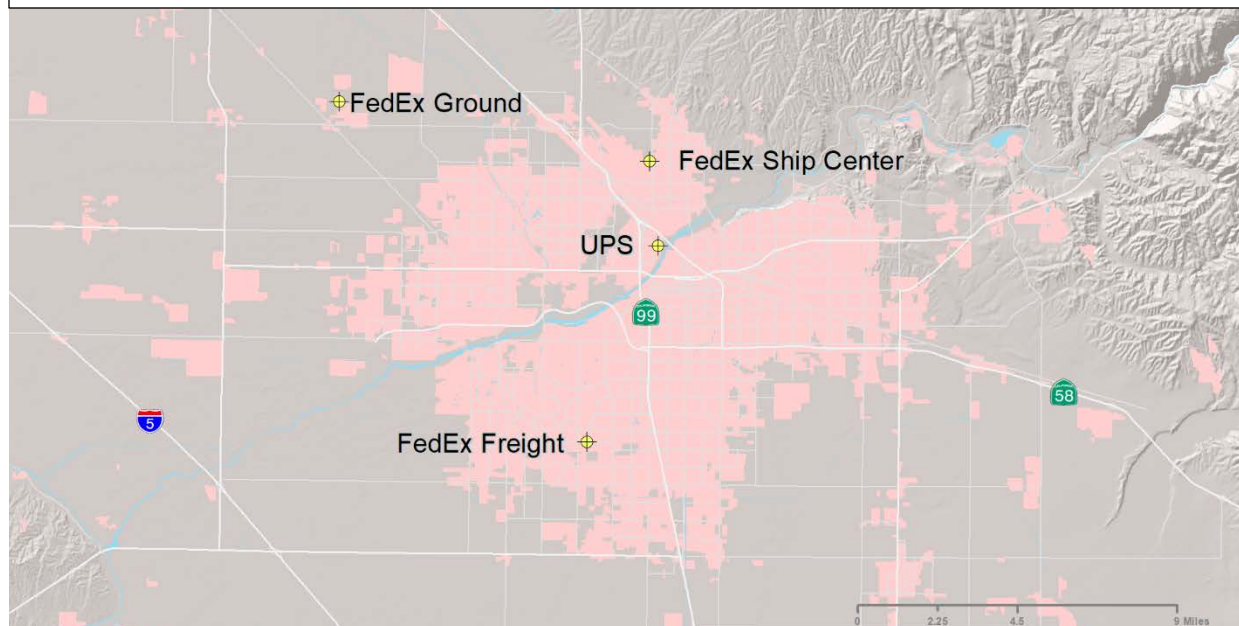 FedEx Ground
FedEx Ship Center
UPS
99
58
5
FedEx Freight
0 2.25 4.5 9 Miles